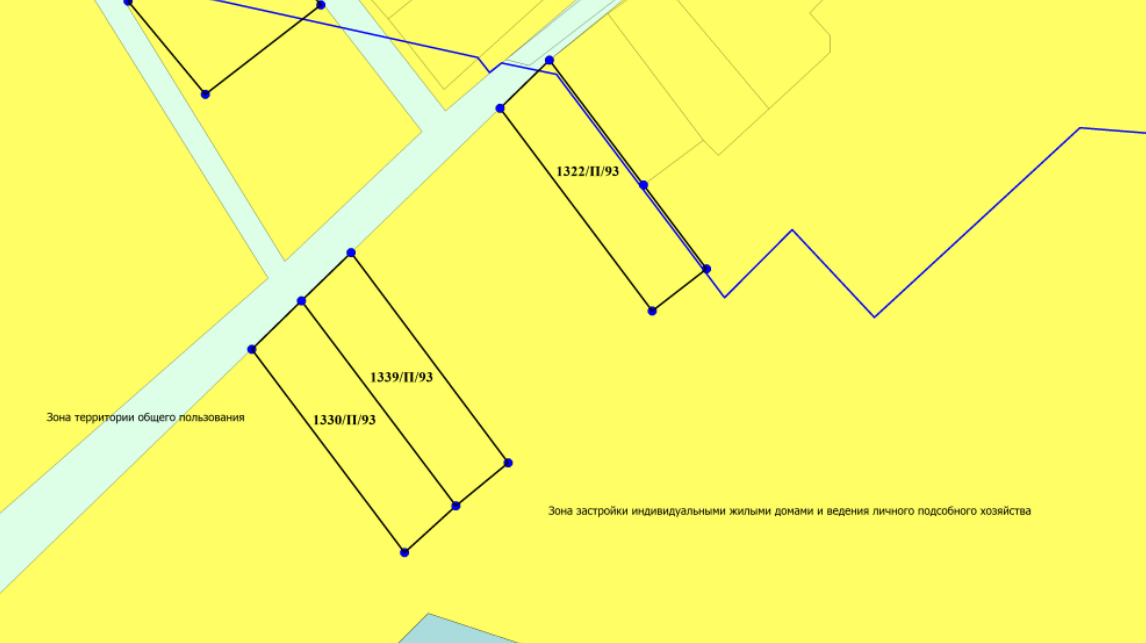 1322/П/93
1339/П/93
1330/П/93
Зона территории общего пользования
Зона застройки индивидуальными жилыми домами и ведения личного подсобного хозяйства